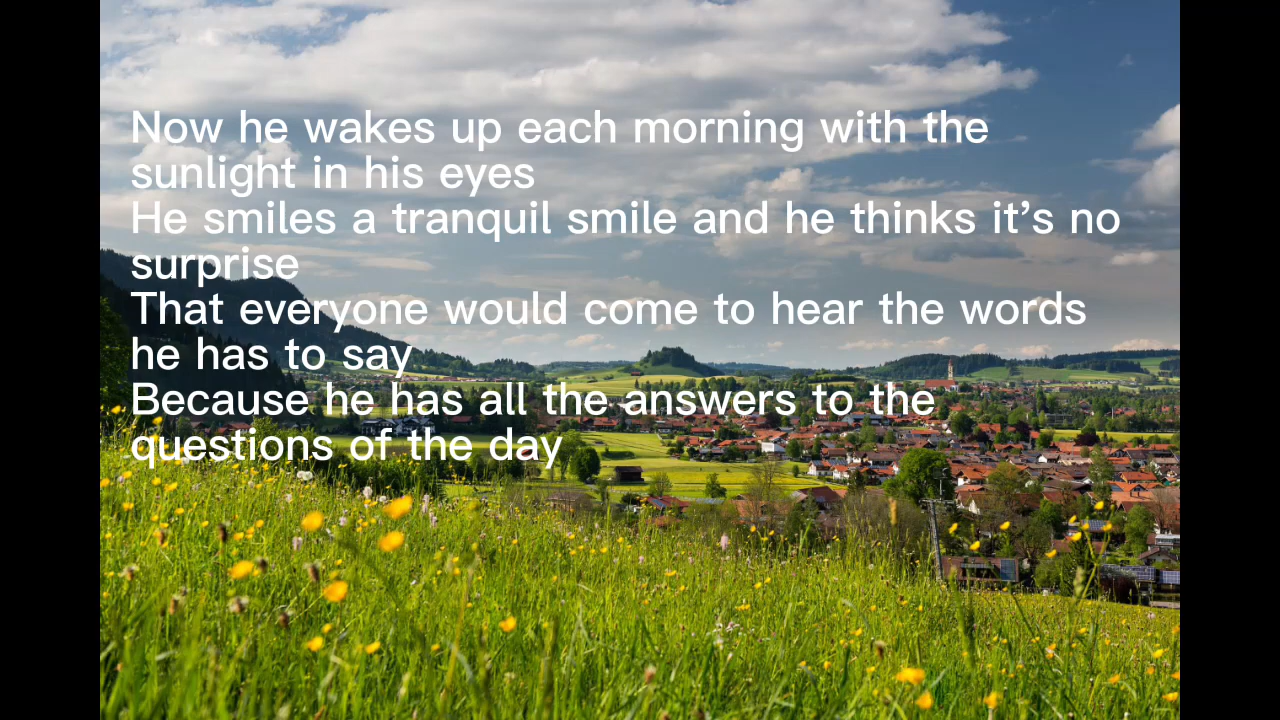 Now he wakes up each morning with the
sunlight in his eyes
He smiles a tranquil smile and he thinks it’s no
surprise
That everyone would come to hear the words
he has to say
Because he has all the answers to the
questions of the day